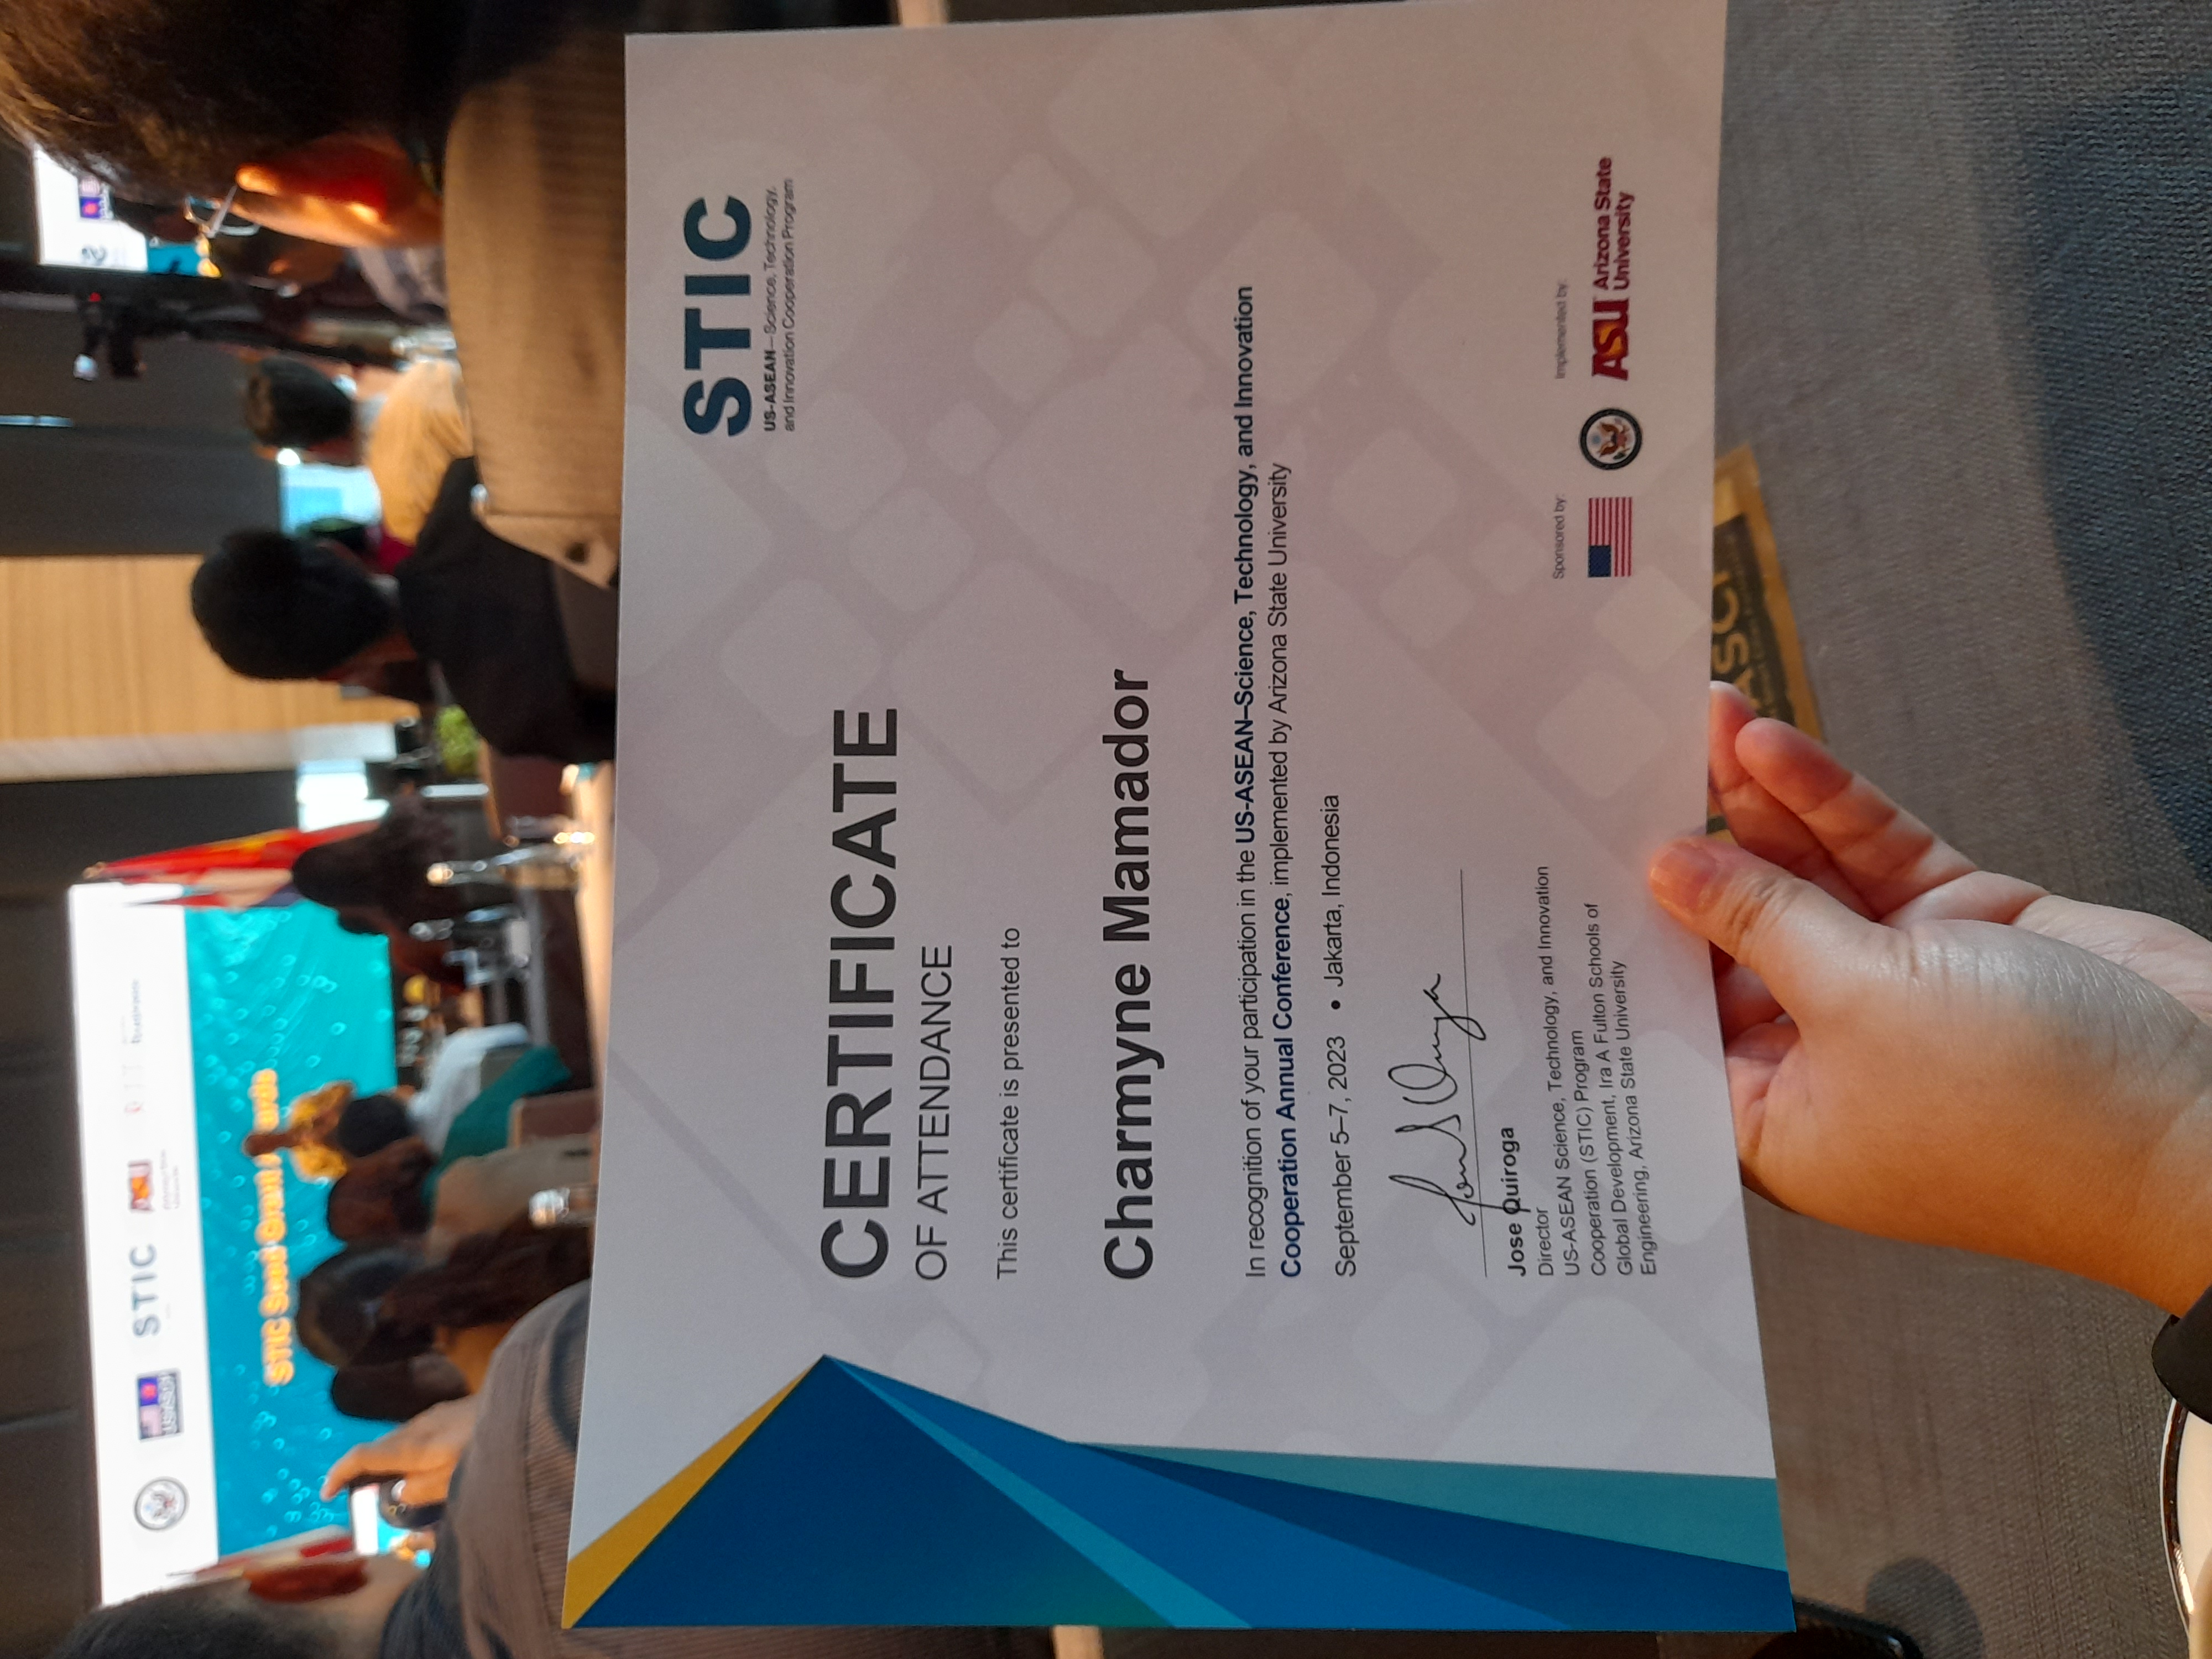 STIC
ASU
STIC Seed Grant Awards
STIC
US-ASEAN—Science, Technology,
and Innovation Cooperation Program
CERTIFICATE
OF ATTENDANCE
This certificate is presented to
Charmyne Mamador
In recognition of your participation in the US-ASEAN–Science, Technology, and Innovation
Cooperation Annual Conference, implemented by Arizona State University
September 5–7, 2023 • Jakarta, Indonesia
Jose Quiroga
Director
US-ASEAN Science, Technology, and Innovation
Cooperation (STIC) Program
Global Development, Ira A Fulton Schools of
Engineering, Arizona State University
Sponsored by:
Implemented by:
ASU Arizona State
University